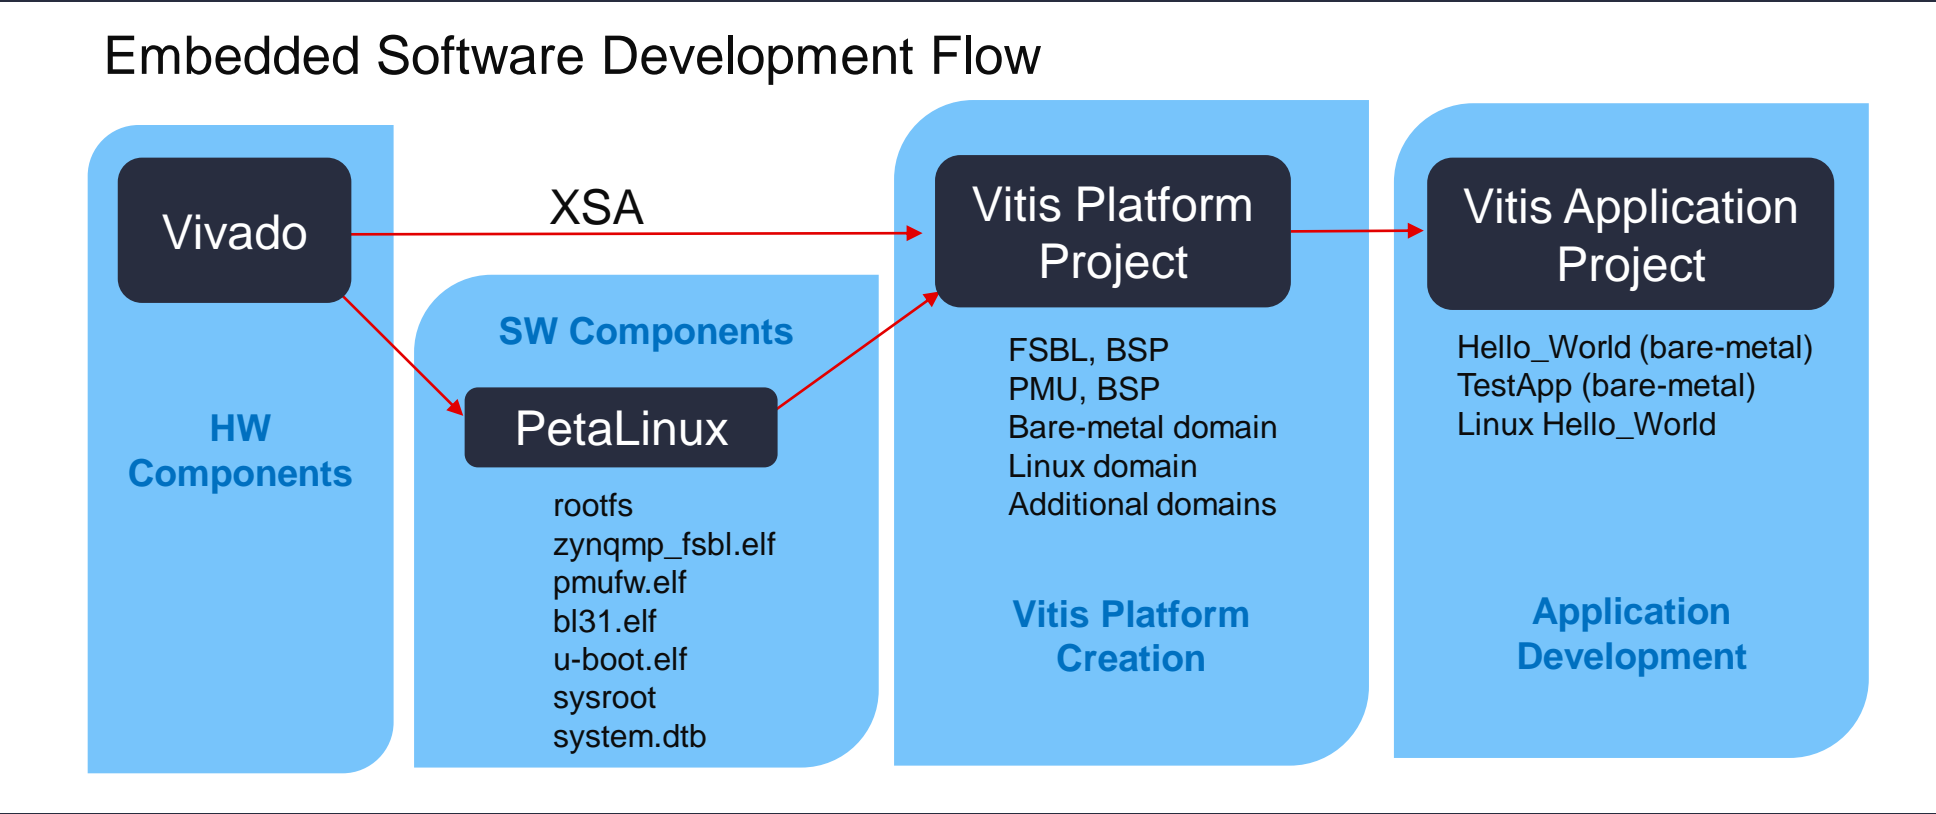 Embedded Software Development Flow
Vivado
HW
Components
XSA
SW Components
PetaLinux
rootfs
zynqmp_fsbl.elf
pmufw.elf
bl31.elf
u-boot.elf
sysroot
system.dtb
Vitis Platform
Project
FSBL, BSP
PMU, BSP
Bare-metal domain
Linux domain
Additional domains
Vitis Platform
Creation
Vitis Application
Project
Hello_World (bare-metal)
TestApp (bare-metal)
Linux Hello_World
Application
Development